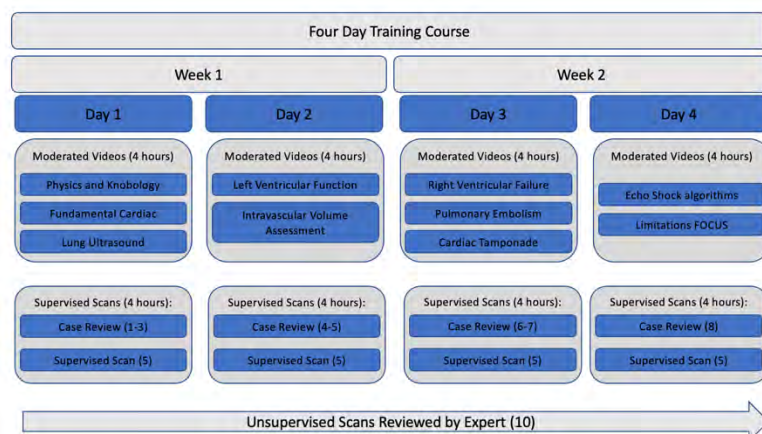 Four Day Training Course
Week 1
Week 2
Day 1
Day 2
Day 3
Day 4
Moderated Videos (4 hours)
Physics and Knobology
Fundamental Cardiac
Lung Ultrasound
Moderated Videos (4 hours)
Left Ventricular Function
Intravascular Volume
Assessment
Moderated Videos (4 hours)
Right Ventricular Failure
Pulmonary Embolism
Cardiac Tamponade
Moderated Videos (4 hours)
Echo Shock algorithms
Limitations FOCUS
Supervised Scans (4 hours):
Case Review (1-3)
Supervised Scan (5)
Supervised Scans (4 hours):
Case Review (4-5)
Supervised Scan (5)
Supervised Scans (4 hours):
Case Review (6-7)
Supervised Scan (5)
Supervised Scans (4 hours):
Case Review (8)
Supervised Scan (5)
Unsupervised Scans Reviewed by Expert (10)